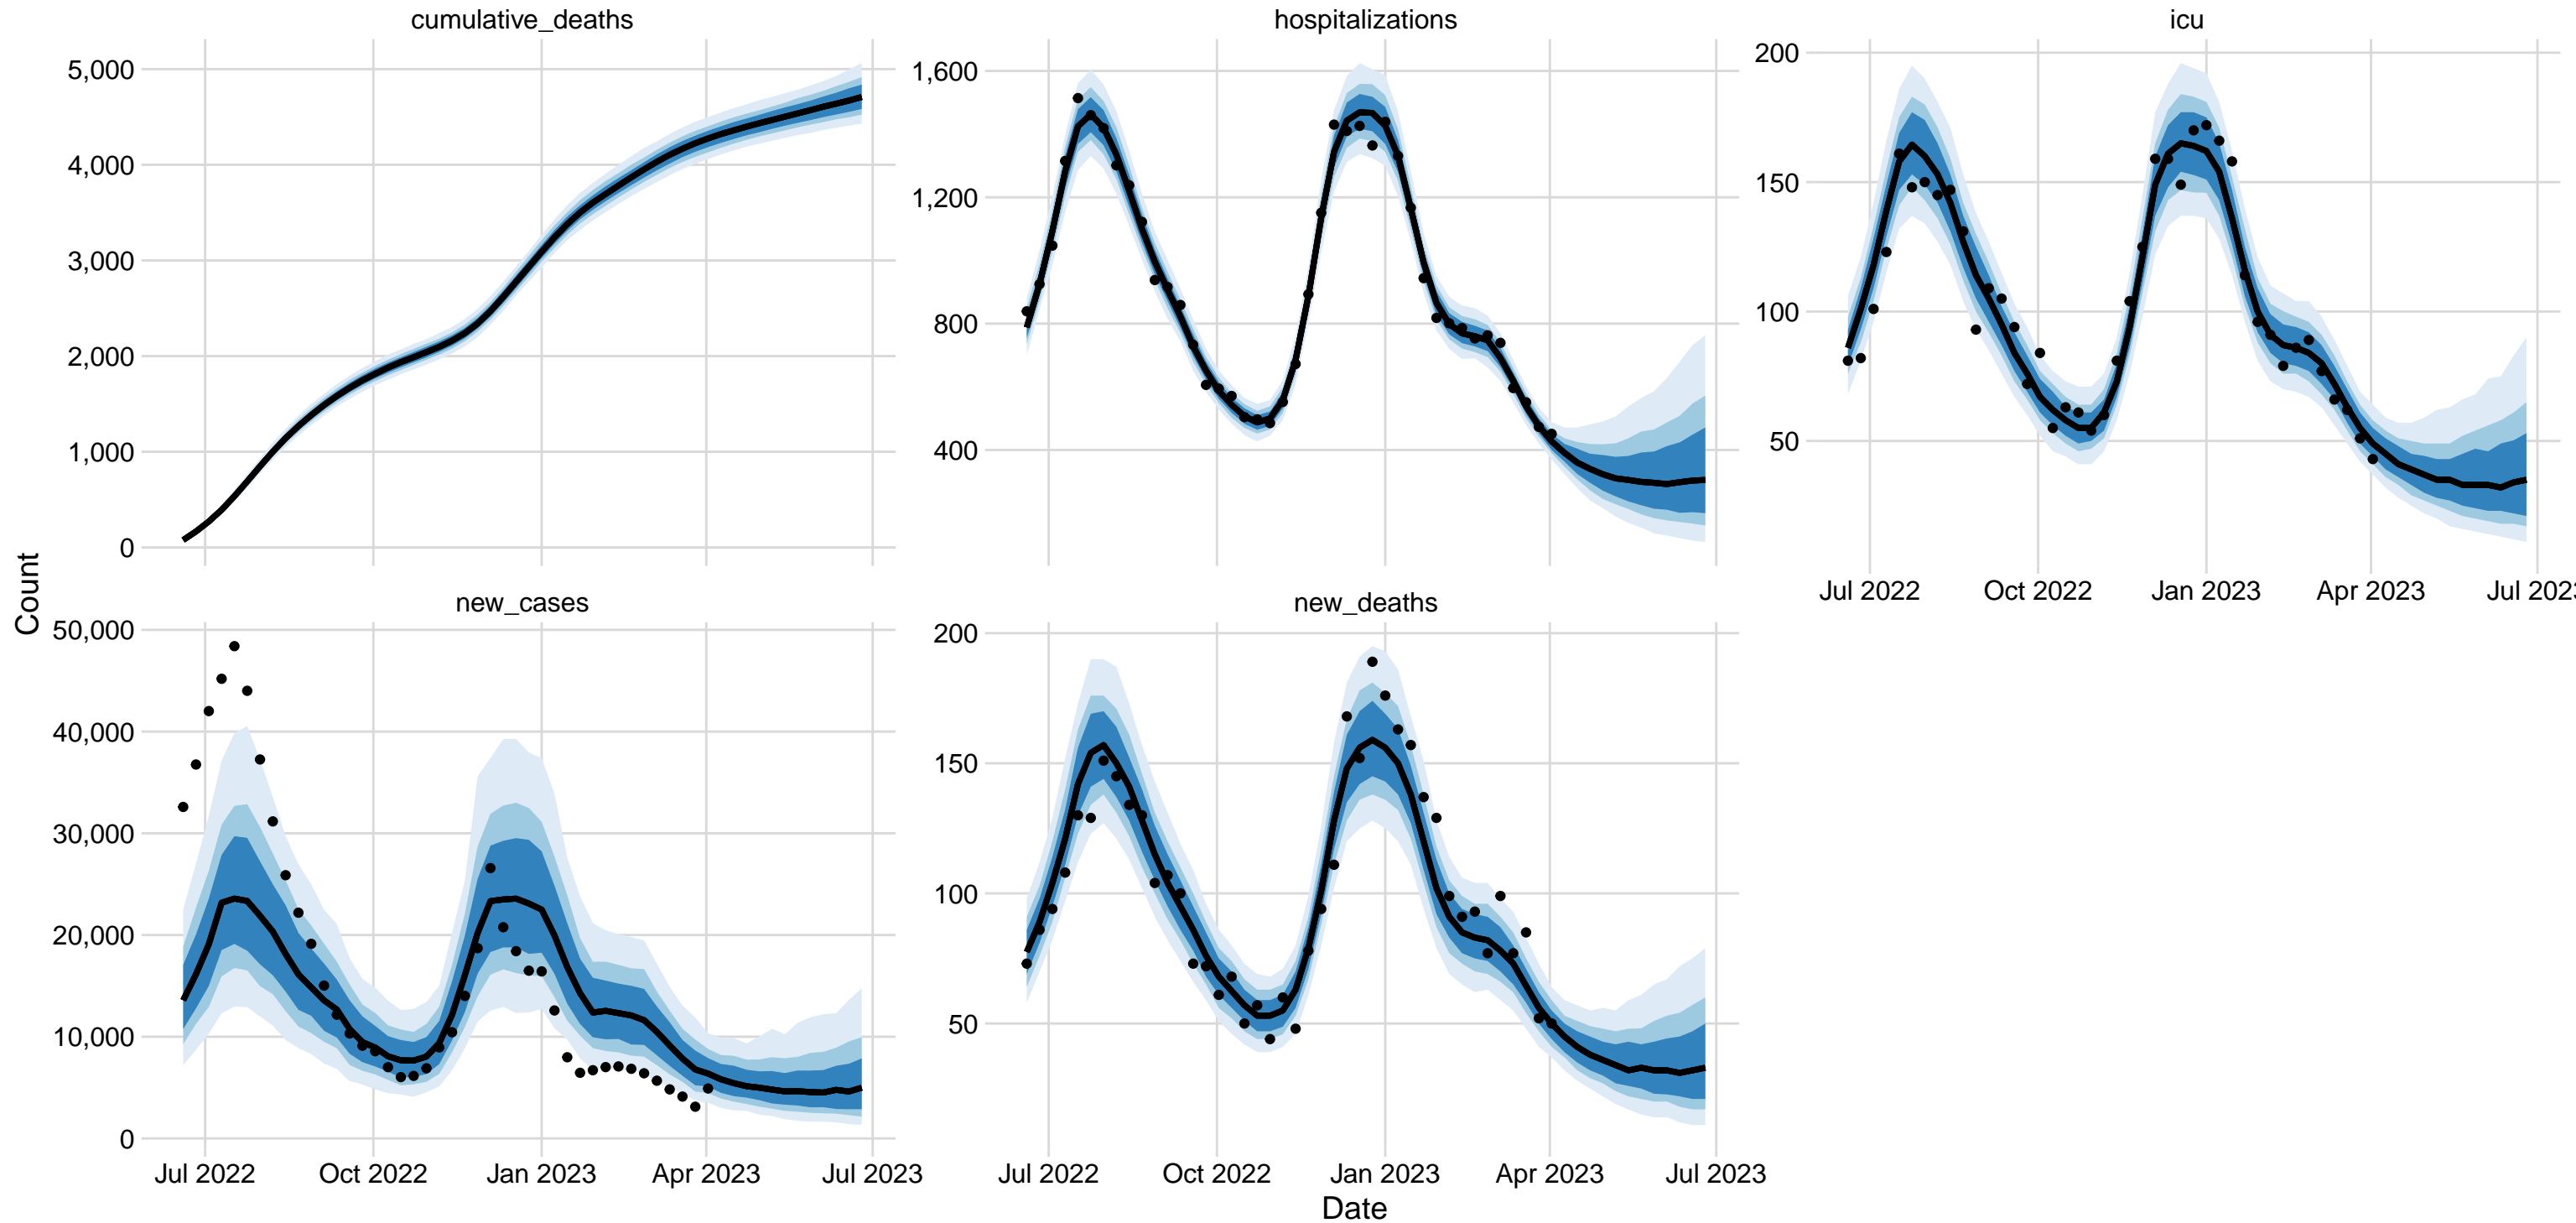 cumulative_deaths
hospitalizations
icu
5,000
4,000
3,000
2,000
1,000
0
1,600
1,200
800
400
200
150
100
50
Jul 2022
Oct 2022
Jan 2023
Apr 2023
Jul 202
Count
new_cases
new_deaths
50,000
40,000
30,000
20,000
10,000
0
200
150
100
50
Jul 2022
Oct 2022
Jan 2023
Apr 2023
Jul 2023
Jul 2022
Oct 2022
Jan 2023
Apr 2023
Jul 2023
Date